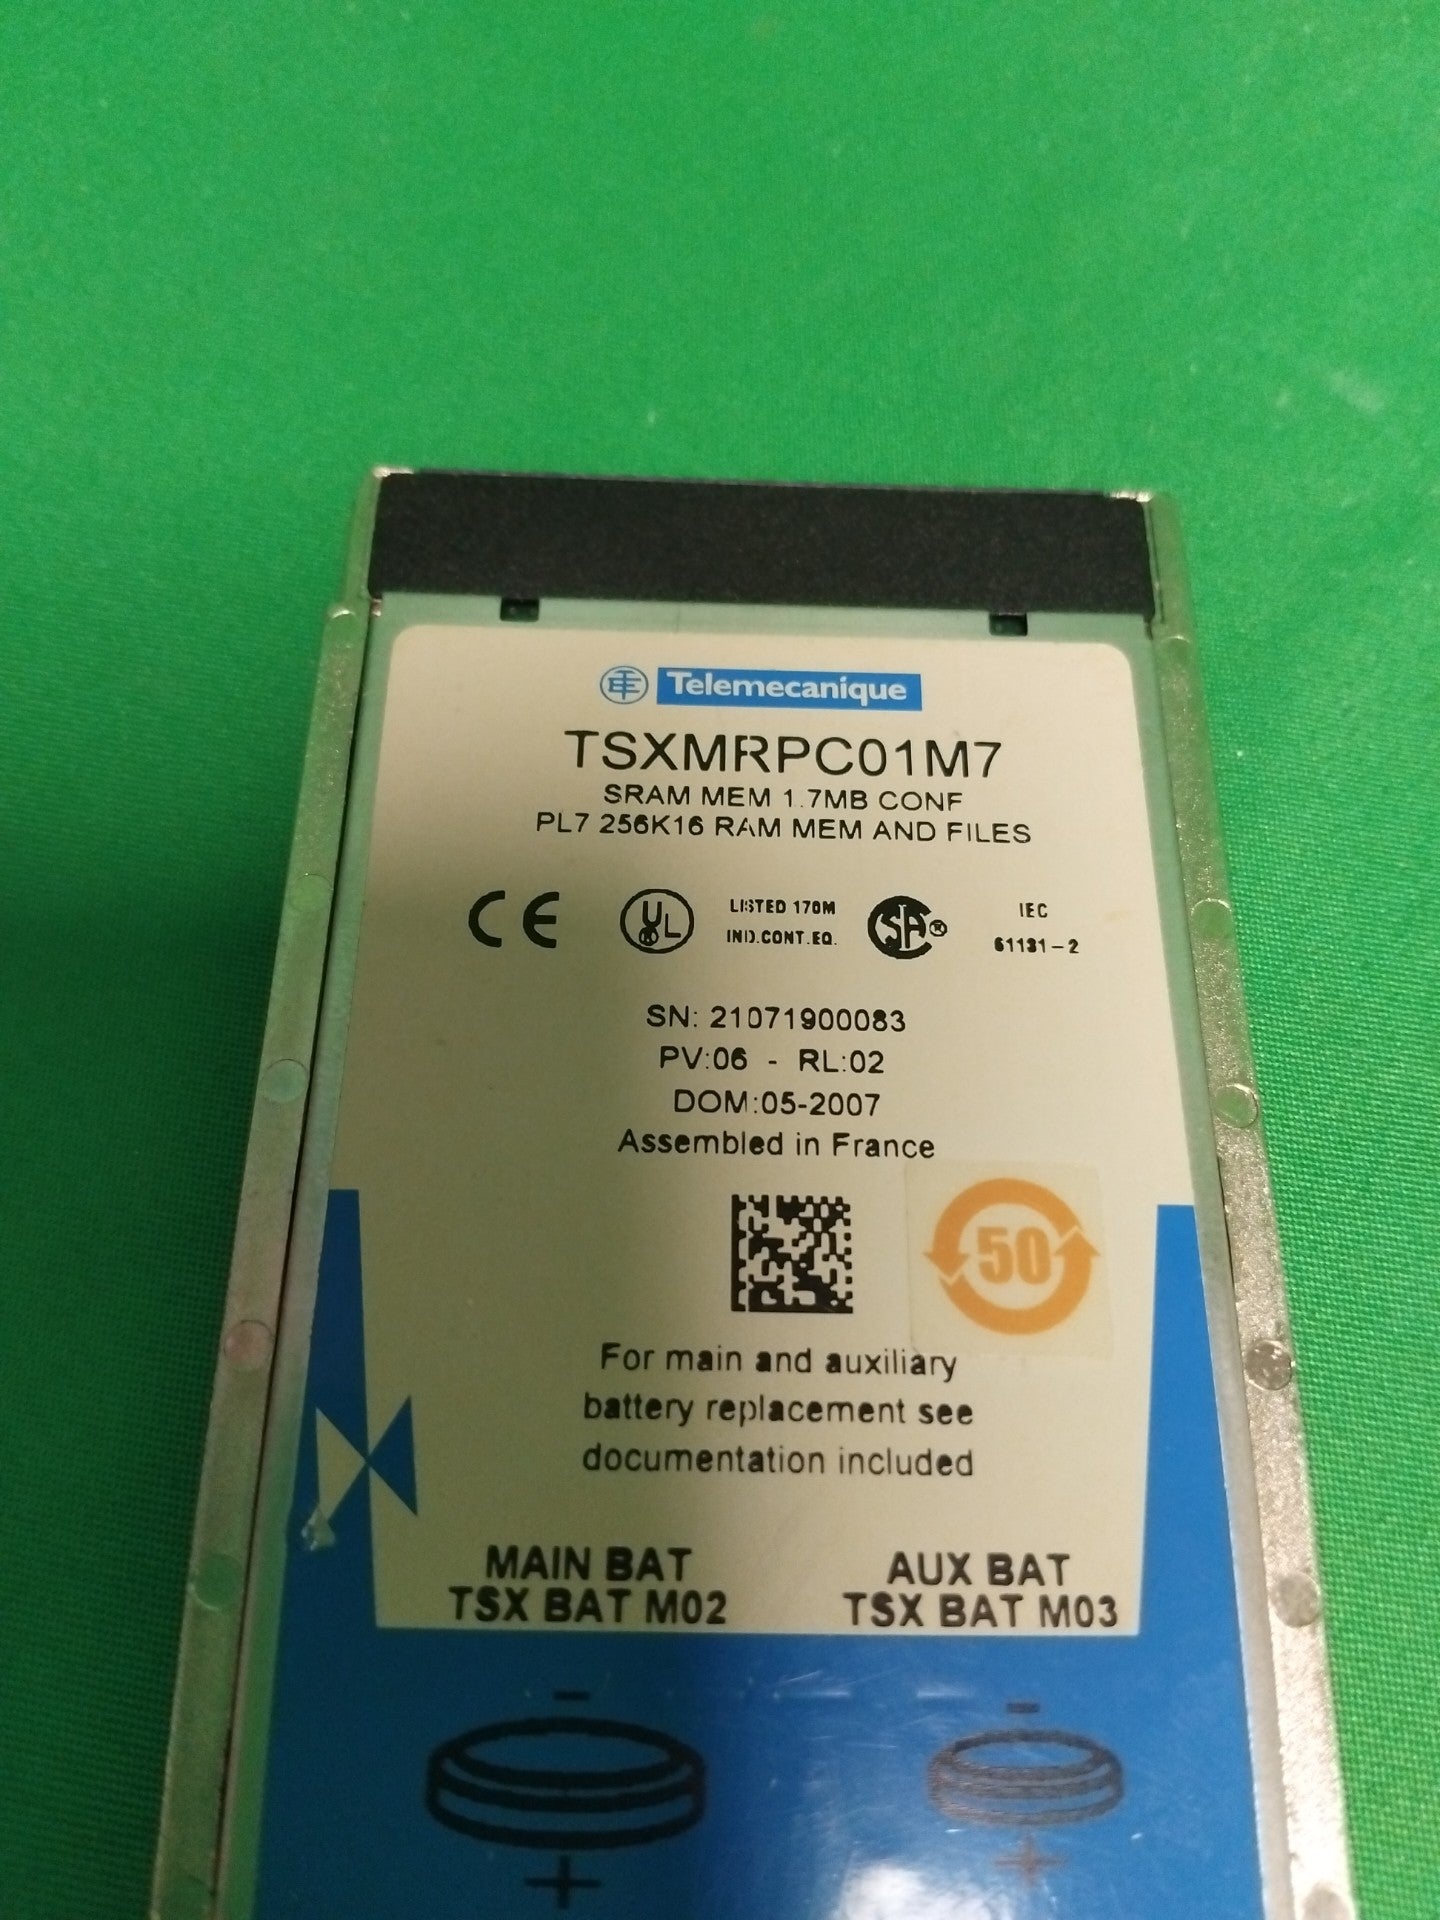 Telemecanique
TSXMRPC01M7
SRAM MEM 1.7MB CONF
PL7 256K16 RAM MEM AND FILES
CE UL LISTED 170M SA® IEC
IND.CONT.EQ. 61131-2
SN: 21071900083
PV:06 - RL:02
DOM:05-2007
Assembled in France
50
For main and auxiliary
battery replacement see
documentation included
MAIN BAT AUX BAT
TSX BAT M02 TSX BAT M03
- -
+ +